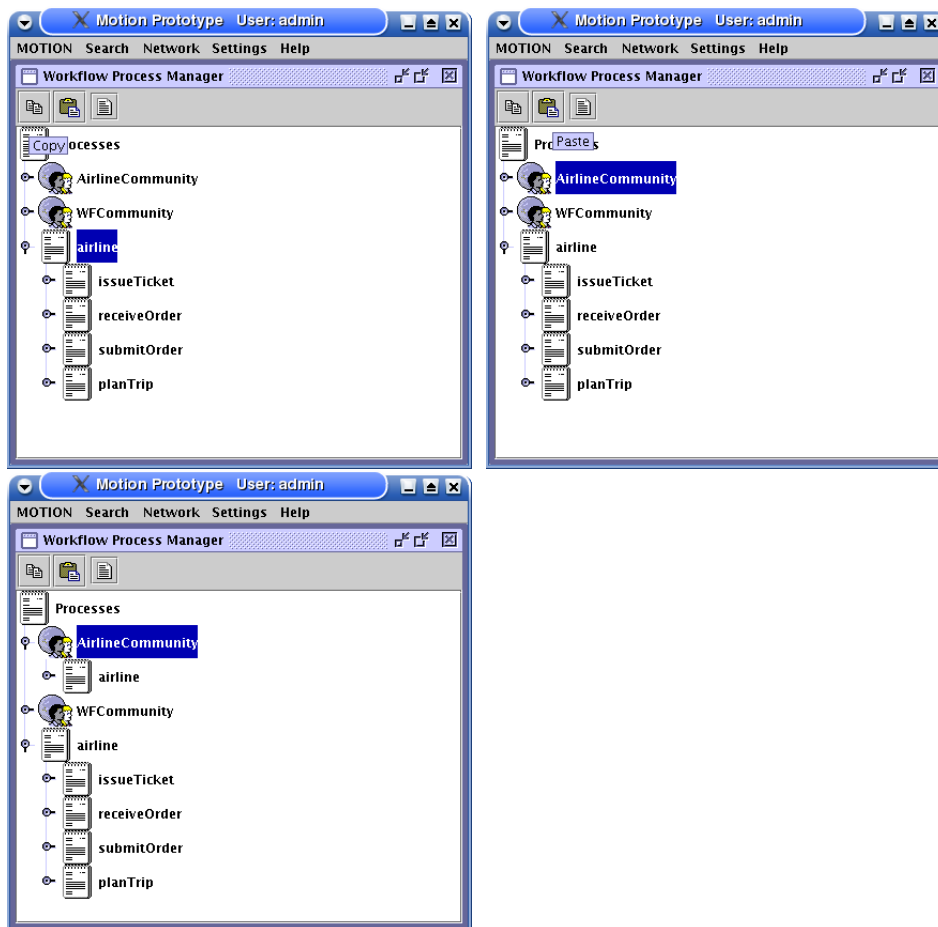 Motion Prototype User: admin
MOTION Search Network Settings Help
Workflow Process Manager
Copy ocesses
AirlineCommunity
WFCommunity
airline
issueTicket
receiveOrder
submitOrder
planTrip
Motion Prototype User: admin
MOTION Search Network Settings Help
Workflow Process Manager
Pr Paste s
AirlineCommunity
WFCommunity
airline
issueTicket
receiveOrder
submitOrder
planTrip
Motion Prototype User: admin
MOTION Search Network Settings Help
Workflow Process Manager
Processes
AirlineCommunity
airline
WFCommunity
airline
issueTicket
receiveOrder
submitOrder
planTrip